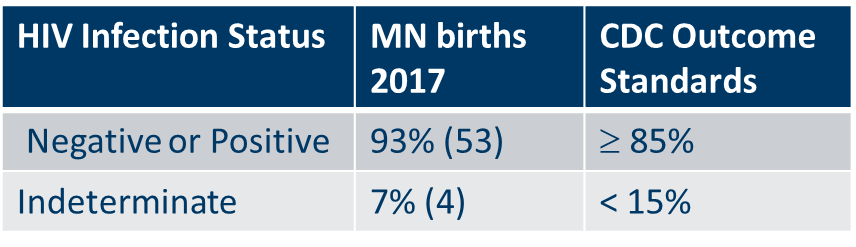 HIV Infection Status MN births 2017 CDC Outcome Standards
Negative or Positive 93% (53) ≥ 85%
Indeterminate 7% (4) < 15%